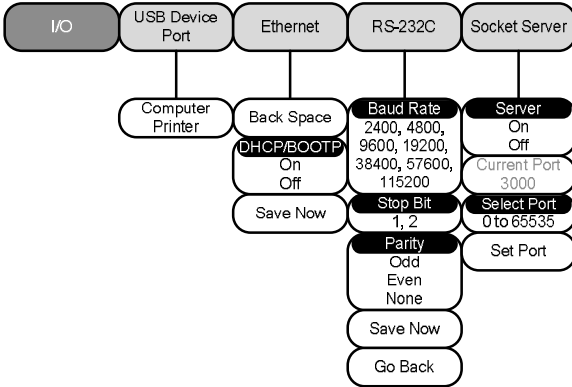 I/O
USB Device
Port
Ethernet
RS-232C
Socket Server
Computer
Printer
Back Space
DHCP/BOOTP
On
Off
Save Now
Baud Rate
2400, 4800,
9600, 19200,
38400, 57600,
115200
Stop Bit
1, 2
Parity
Odd
Even
None
Save Now
Go Back
Server
On
Off
Current Port
3000
Select Port
0 to 65535
Set Port